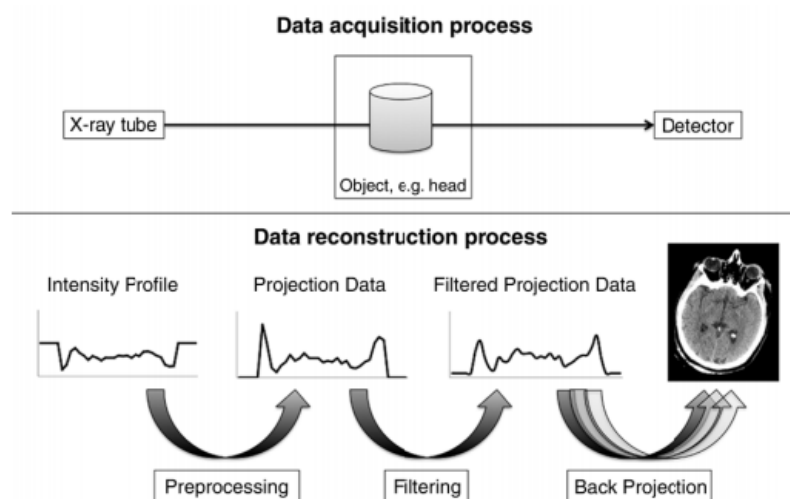 Data acquisition process
X-ray tube
Detector
Object, e.g. head
Data reconstruction process
Intensity Profile
Projection Data
Filtered Projection Data
Preprocessing
Filtering
Back Projection